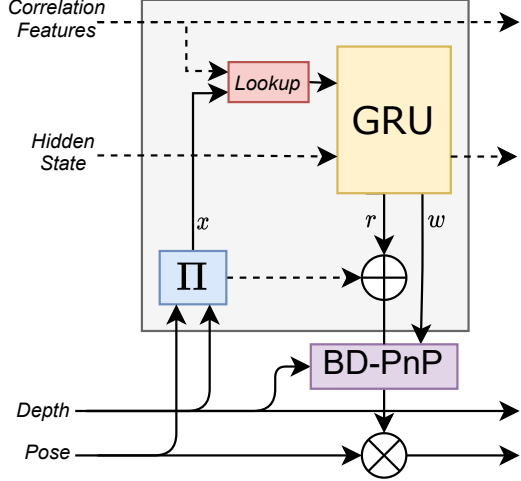 Correlation
Features
Lookup
GRU
Hidden
State
x
r
w
Π
BD-PnP
Depth
Pose